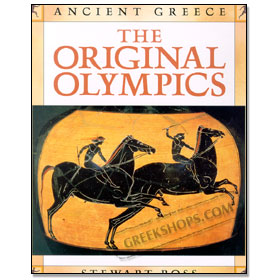 ANCIENT GREECE
THE
ORIGINAL
OLYMPICS
GREEKSHOPS.COM
STEWART ROSS